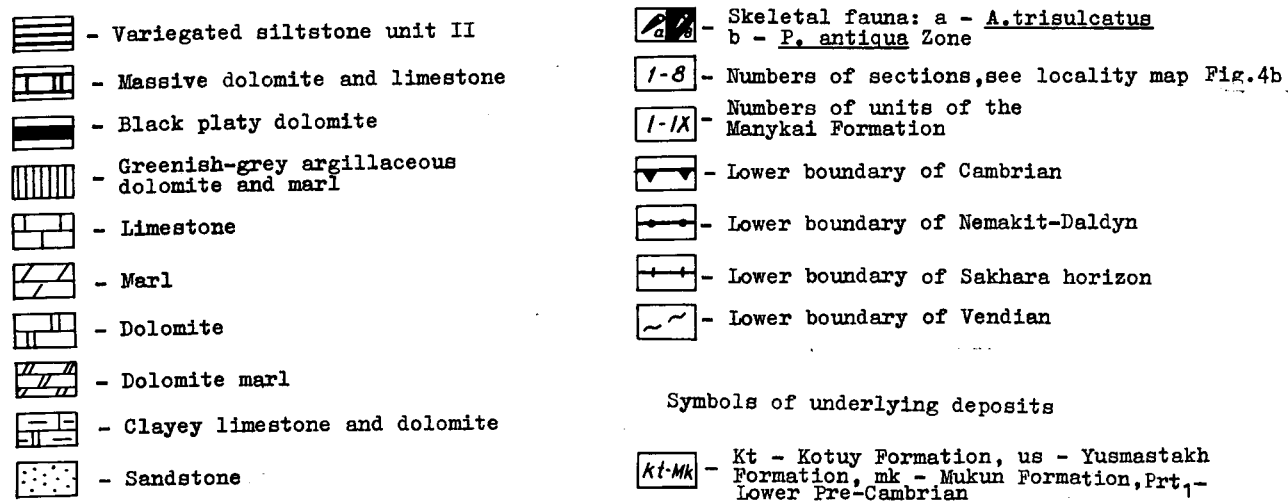 - Variegated siltstone unit II
- Massive dolomite and limestone
- Black platy dolomite
- Greenish-grey argillaceous
dolomite and marl
- Limestone
- Marl
- Dolomite
- Dolomite marl
- Clayey limestone and dolomite
- Sandstone
a b - Skeletal fauna: a - A.trisulcatus
b - P. antiqua Zone
1-8 - Numbers of sections,see locality map Fig.4b
1-IX - Numbers of units of the
Manykai Formation
- Lower boundary of Cambrian
- Lower boundary of Nemakit-Daldyn
- Lower boundary of Sakhara horizon
- Lower boundary of Vendian
Symbols of underlying deposits
kt-Mk - Kt - Kotuy Formation, us - Yusmastakh
Formation, mk - Mukun Formation,Prt₁-
Lower Pre-Cambrian